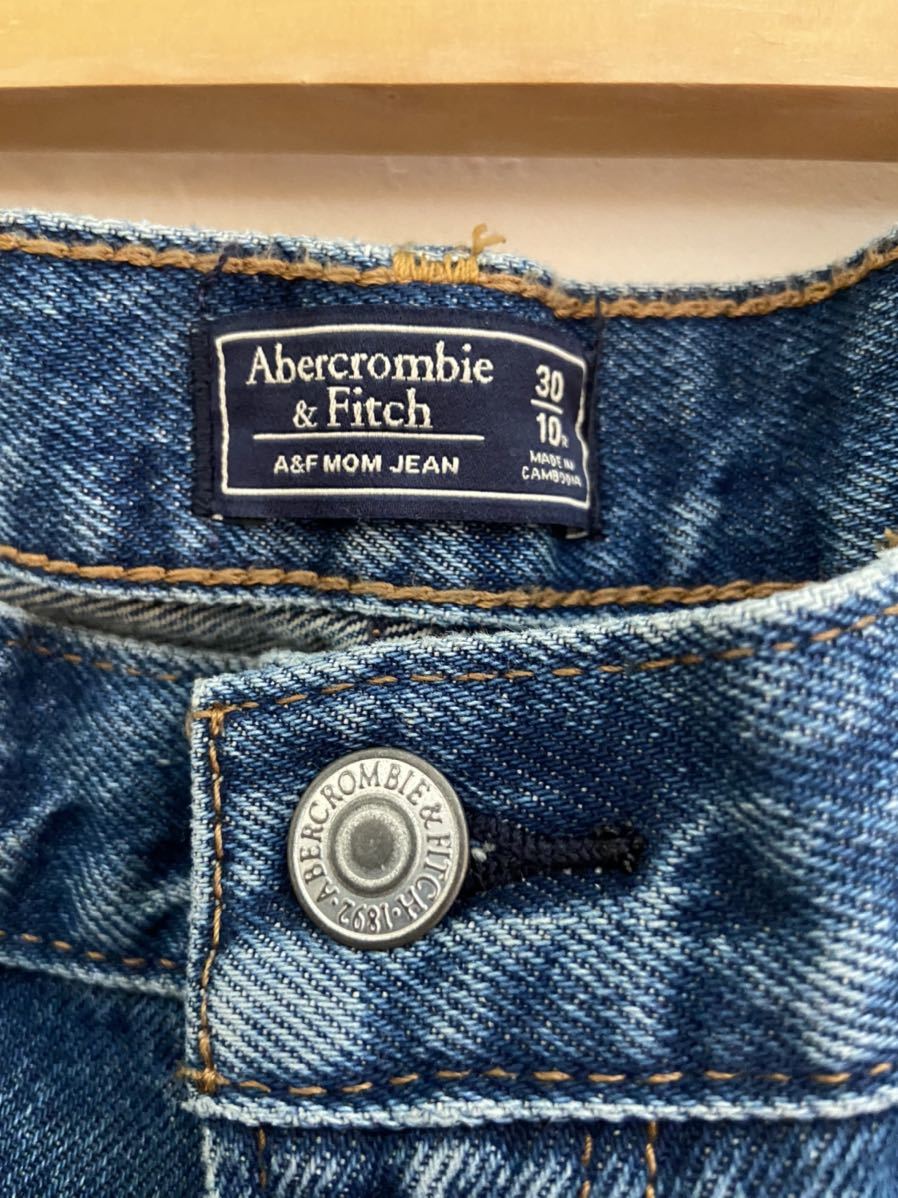 Abercrombie
& Fitch
A&F MOM JEAN
30
10R
MADE IN
CAMBODIA
ABERCROMBIE & FITCH · 1892 ·